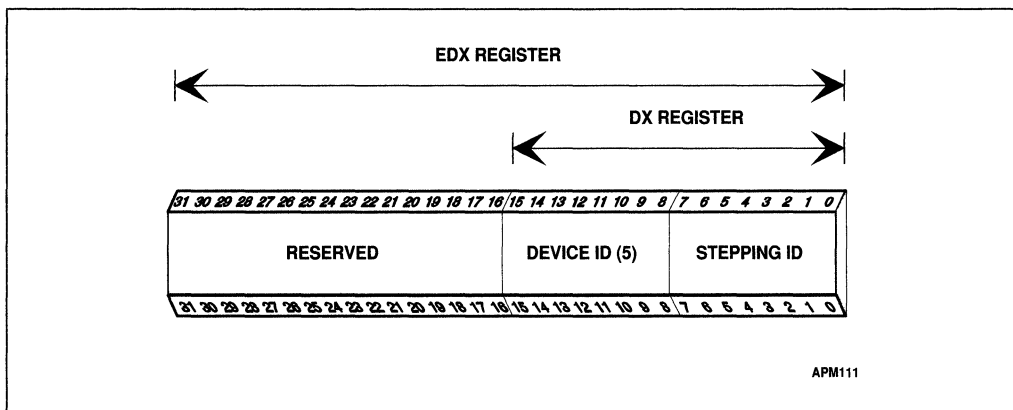 EDX REGISTER
DX REGISTER
31 30 29 28 27 26 25 24 23 22 21 20 19 18 17 16 15 14 13 12 11 10 9 8 7 6 5 4 3 2 1 0
RESERVED DEVICE ID (5) STEPPING ID
31 30 29 28 27 26 25 24 23 22 21 20 19 18 17 16 15 14 13 12 11 10 9 8 7 6 5 4 3 2 1 0
APM111